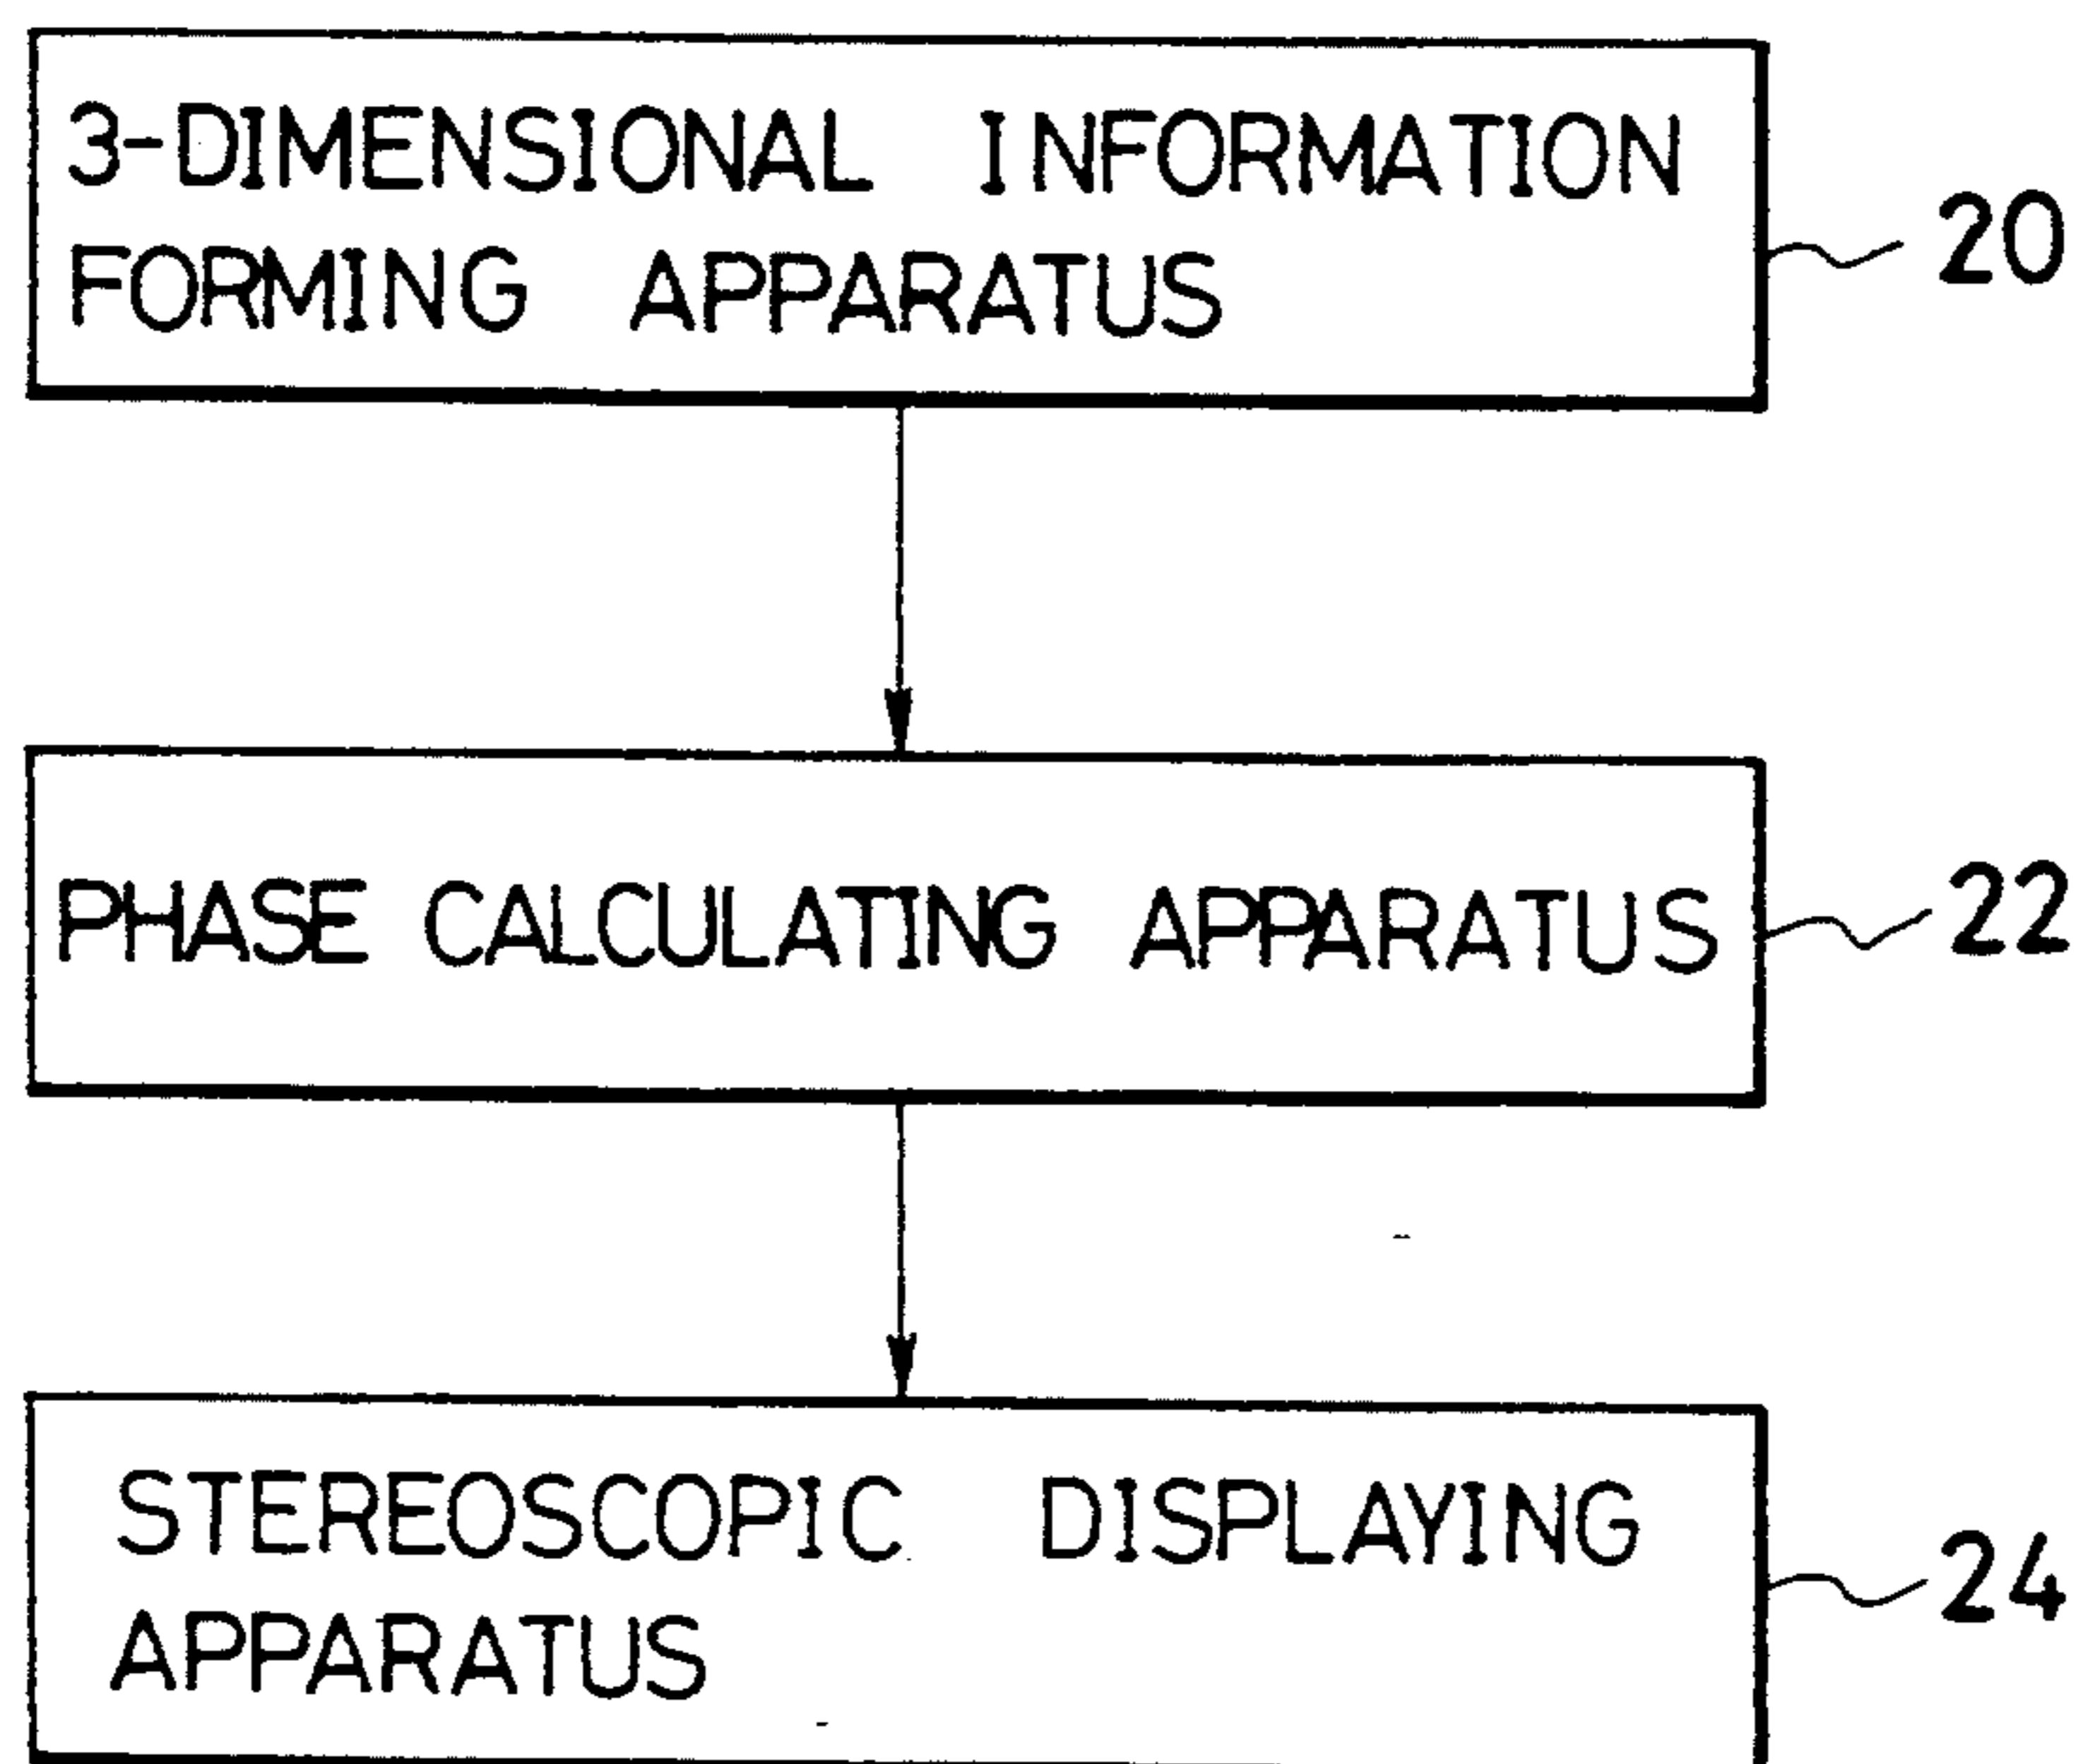 3-DIMENSIONAL INFORMATION
FORMING APPARATUS
20
PHASE CALCULATING APPARATUS
22
STEREOSCOPIC DISPLAYING
APPARATUS
24